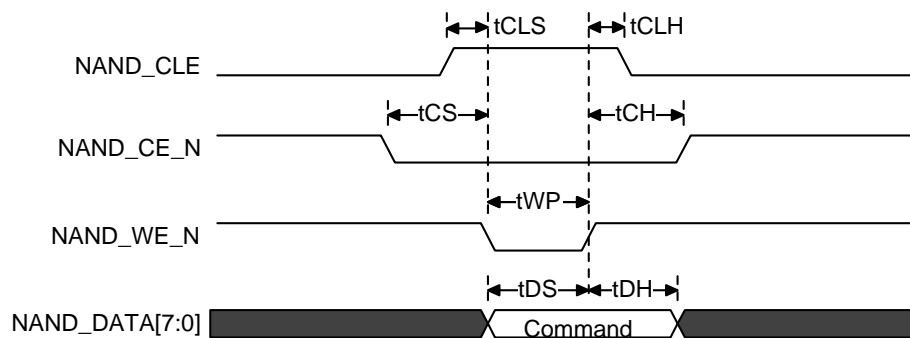 tCLS tCLH
NAND_CLE
tCS tCH
NAND_CE_N
tWP
NAND_WE_N
tDS tDH
NAND_DATA[7:0] Command